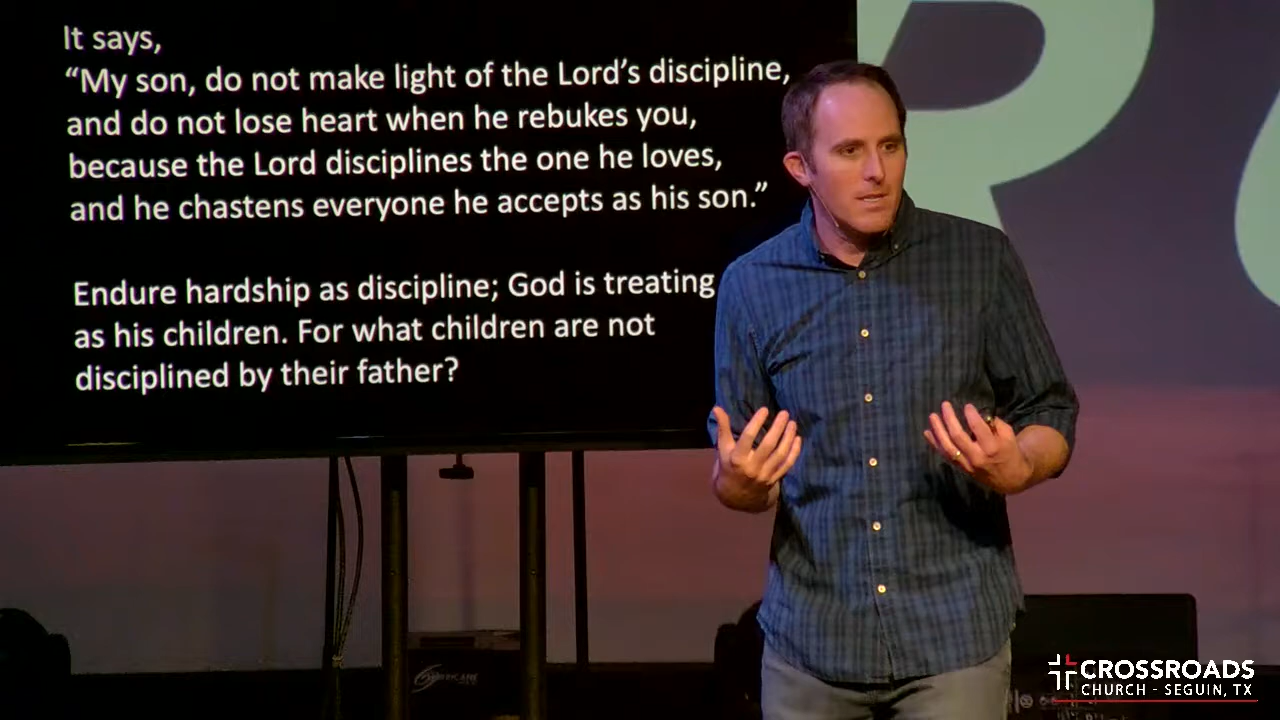 It says,
“My son, do not make light of the Lord’s discipline,
and do not lose heart when he rebukes you,
because the Lord disciplines the one he loves,
and he chastens everyone he accepts as his son.”
Endure hardship as discipline; God is treating
as his children. For what children are not
disciplined by their father?
CROSSROADS
CHURCH - SEGUIN, TX